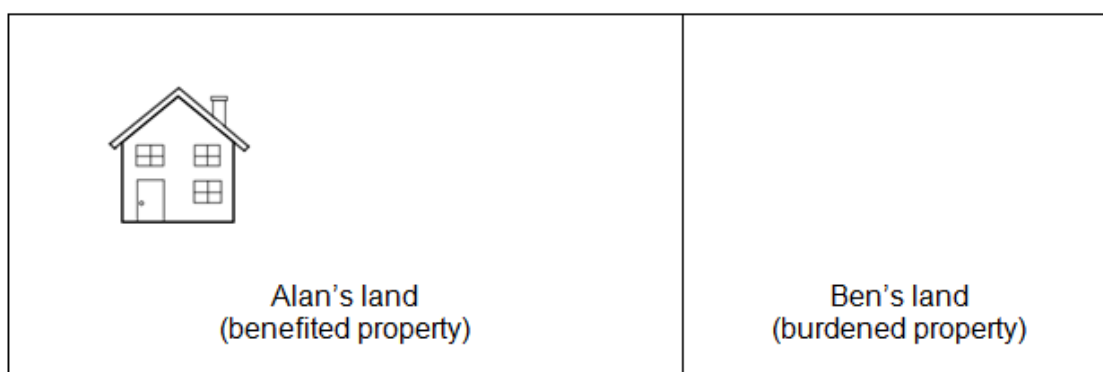 Alan's land
(benefited property)
Ben's land
(burdened property)